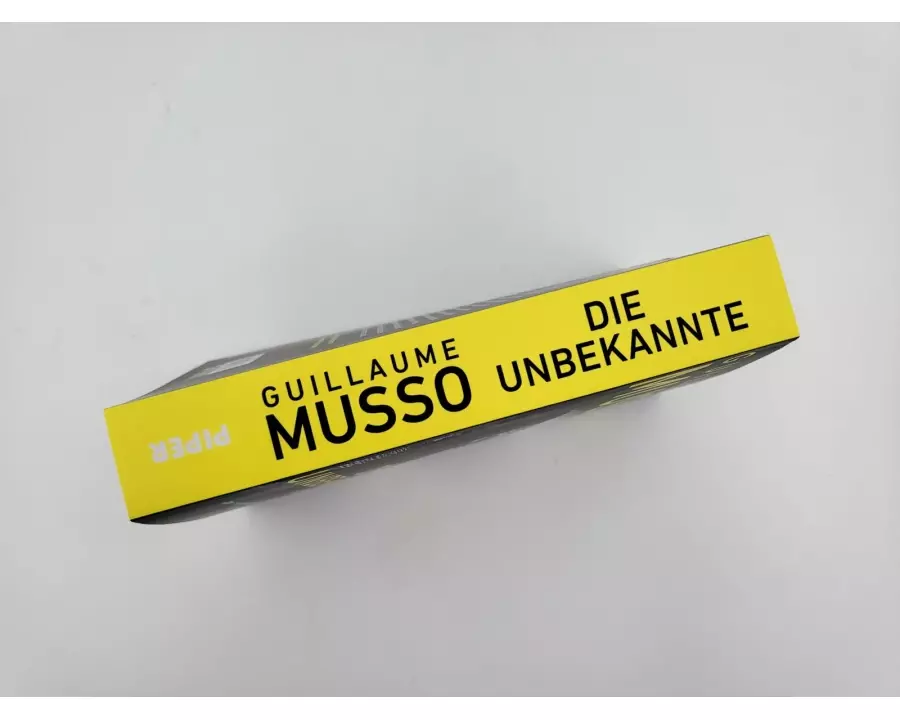 GUILLAUME
MUSSO
DIE
UNBEKANNTE
PIPER